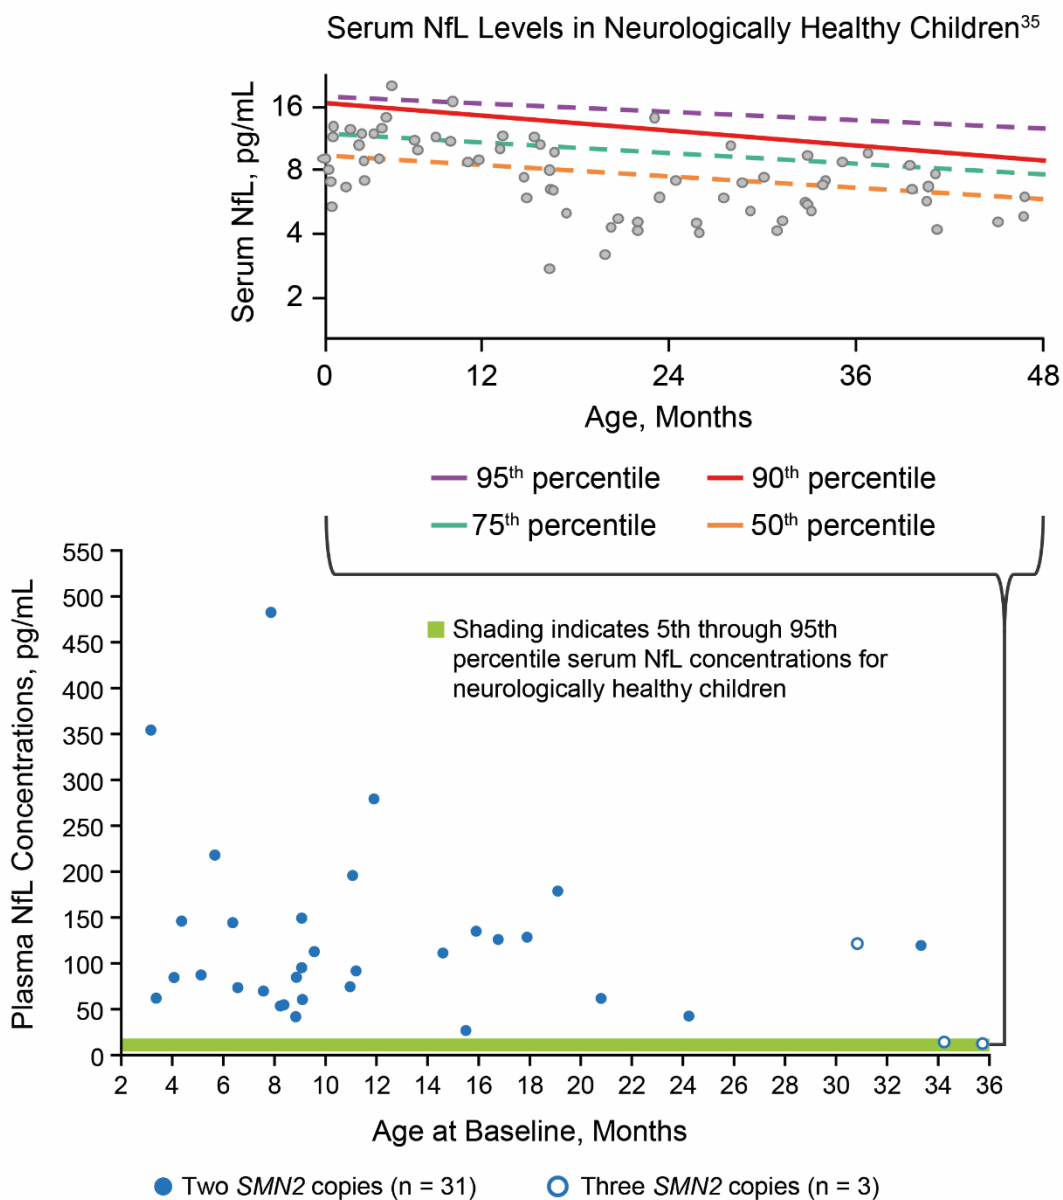 Serum NfL Levels in Neurologically Healthy Children³⁵
Serum NfL, pg/mL
16
8
4
2
0 12 24 36 48
Age, Months
95th percentile 90th percentile
75th percentile 50th percentile
Plasma NfL Concentrations, pg/mL
550
500
450
400
350
300
250
200
150
100
50
0
Shading indicates 5th through 95th
percentile serum NfL concentrations for
neurologically healthy children
2 4 6 8 10 12 14 16 18 20 22 24 26 28 30 32 34 36
Age at Baseline, Months
Two SMN2 copies (n = 31) Three SMN2 copies (n = 3)